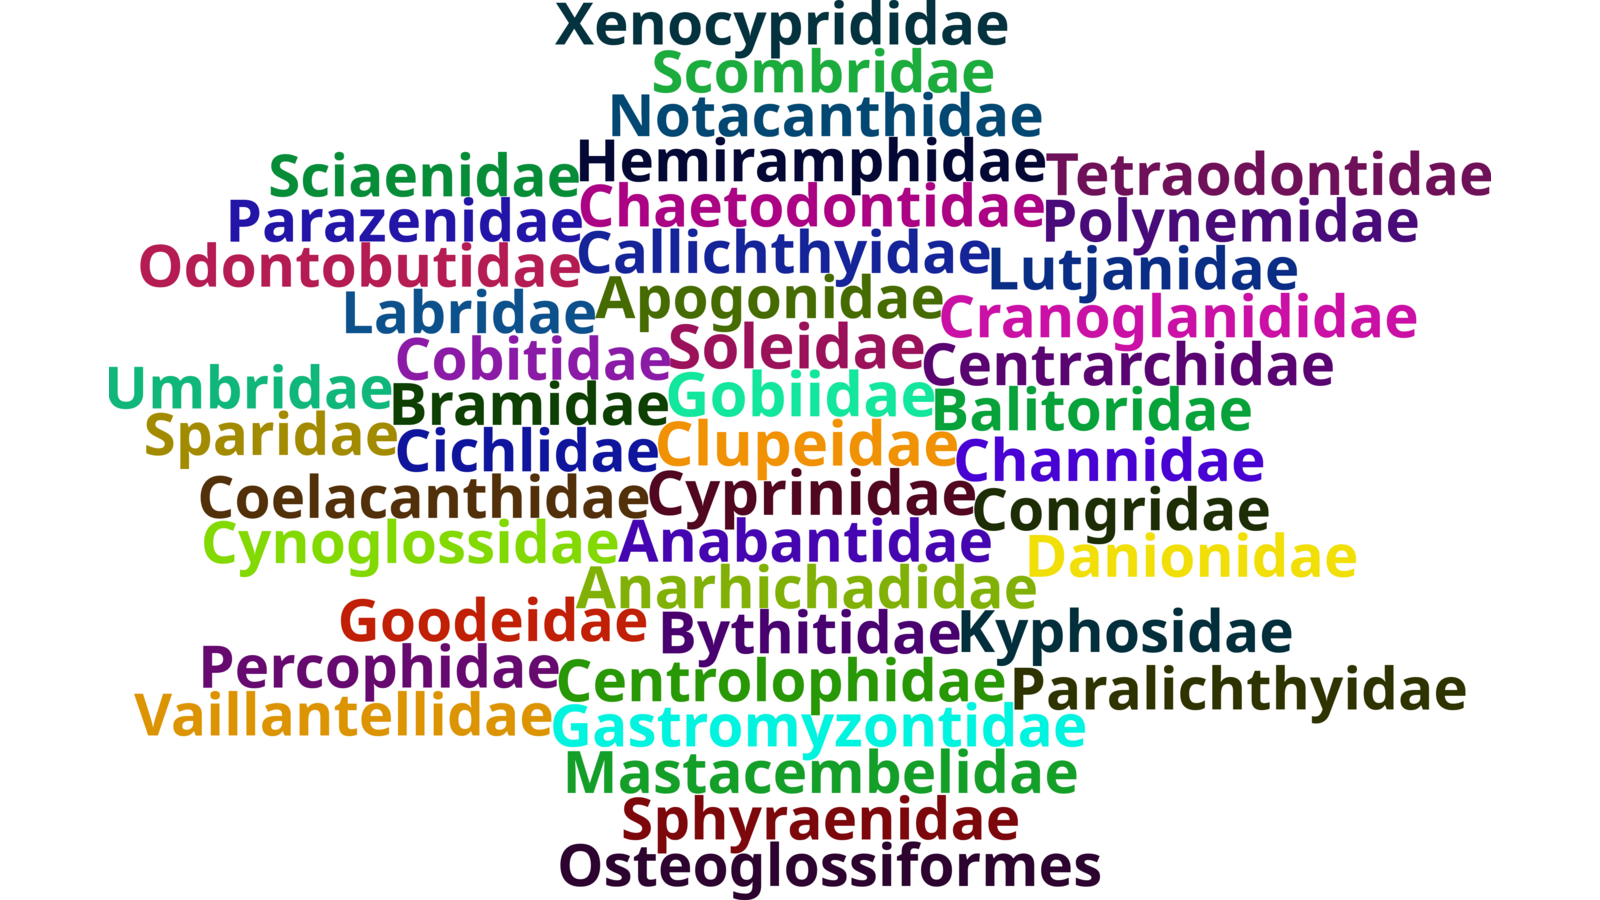 Xenocyprididae
Scombridae
Notacanthidae
Sciaenidae Hemiramphidae Tetraodontidae
Parazenidae Chaetodontidae Polynemidae
Odontobutidae Callichthyidae Lutjanidae
Labridae Apogonidae Cranoglanididae
Cobitidae Soleidae Centrarchidae
Umbridae Bramidae Gobiidae Balitoridae
Sparidae Cichlidae Clupeidae Channidae
Coelacanthidae Cyprinidae Congridae
Cynoglossidae Anabantidae Danionidae
Anarhichadidae
Goodeidae Bythitidae Kyphosidae
Percophidae Centrolophidae Paralichthyidae
Vaillantellidae Gastromyzontidae
Mastacembelidae
Sphyraenidae
Osteoglossiformes